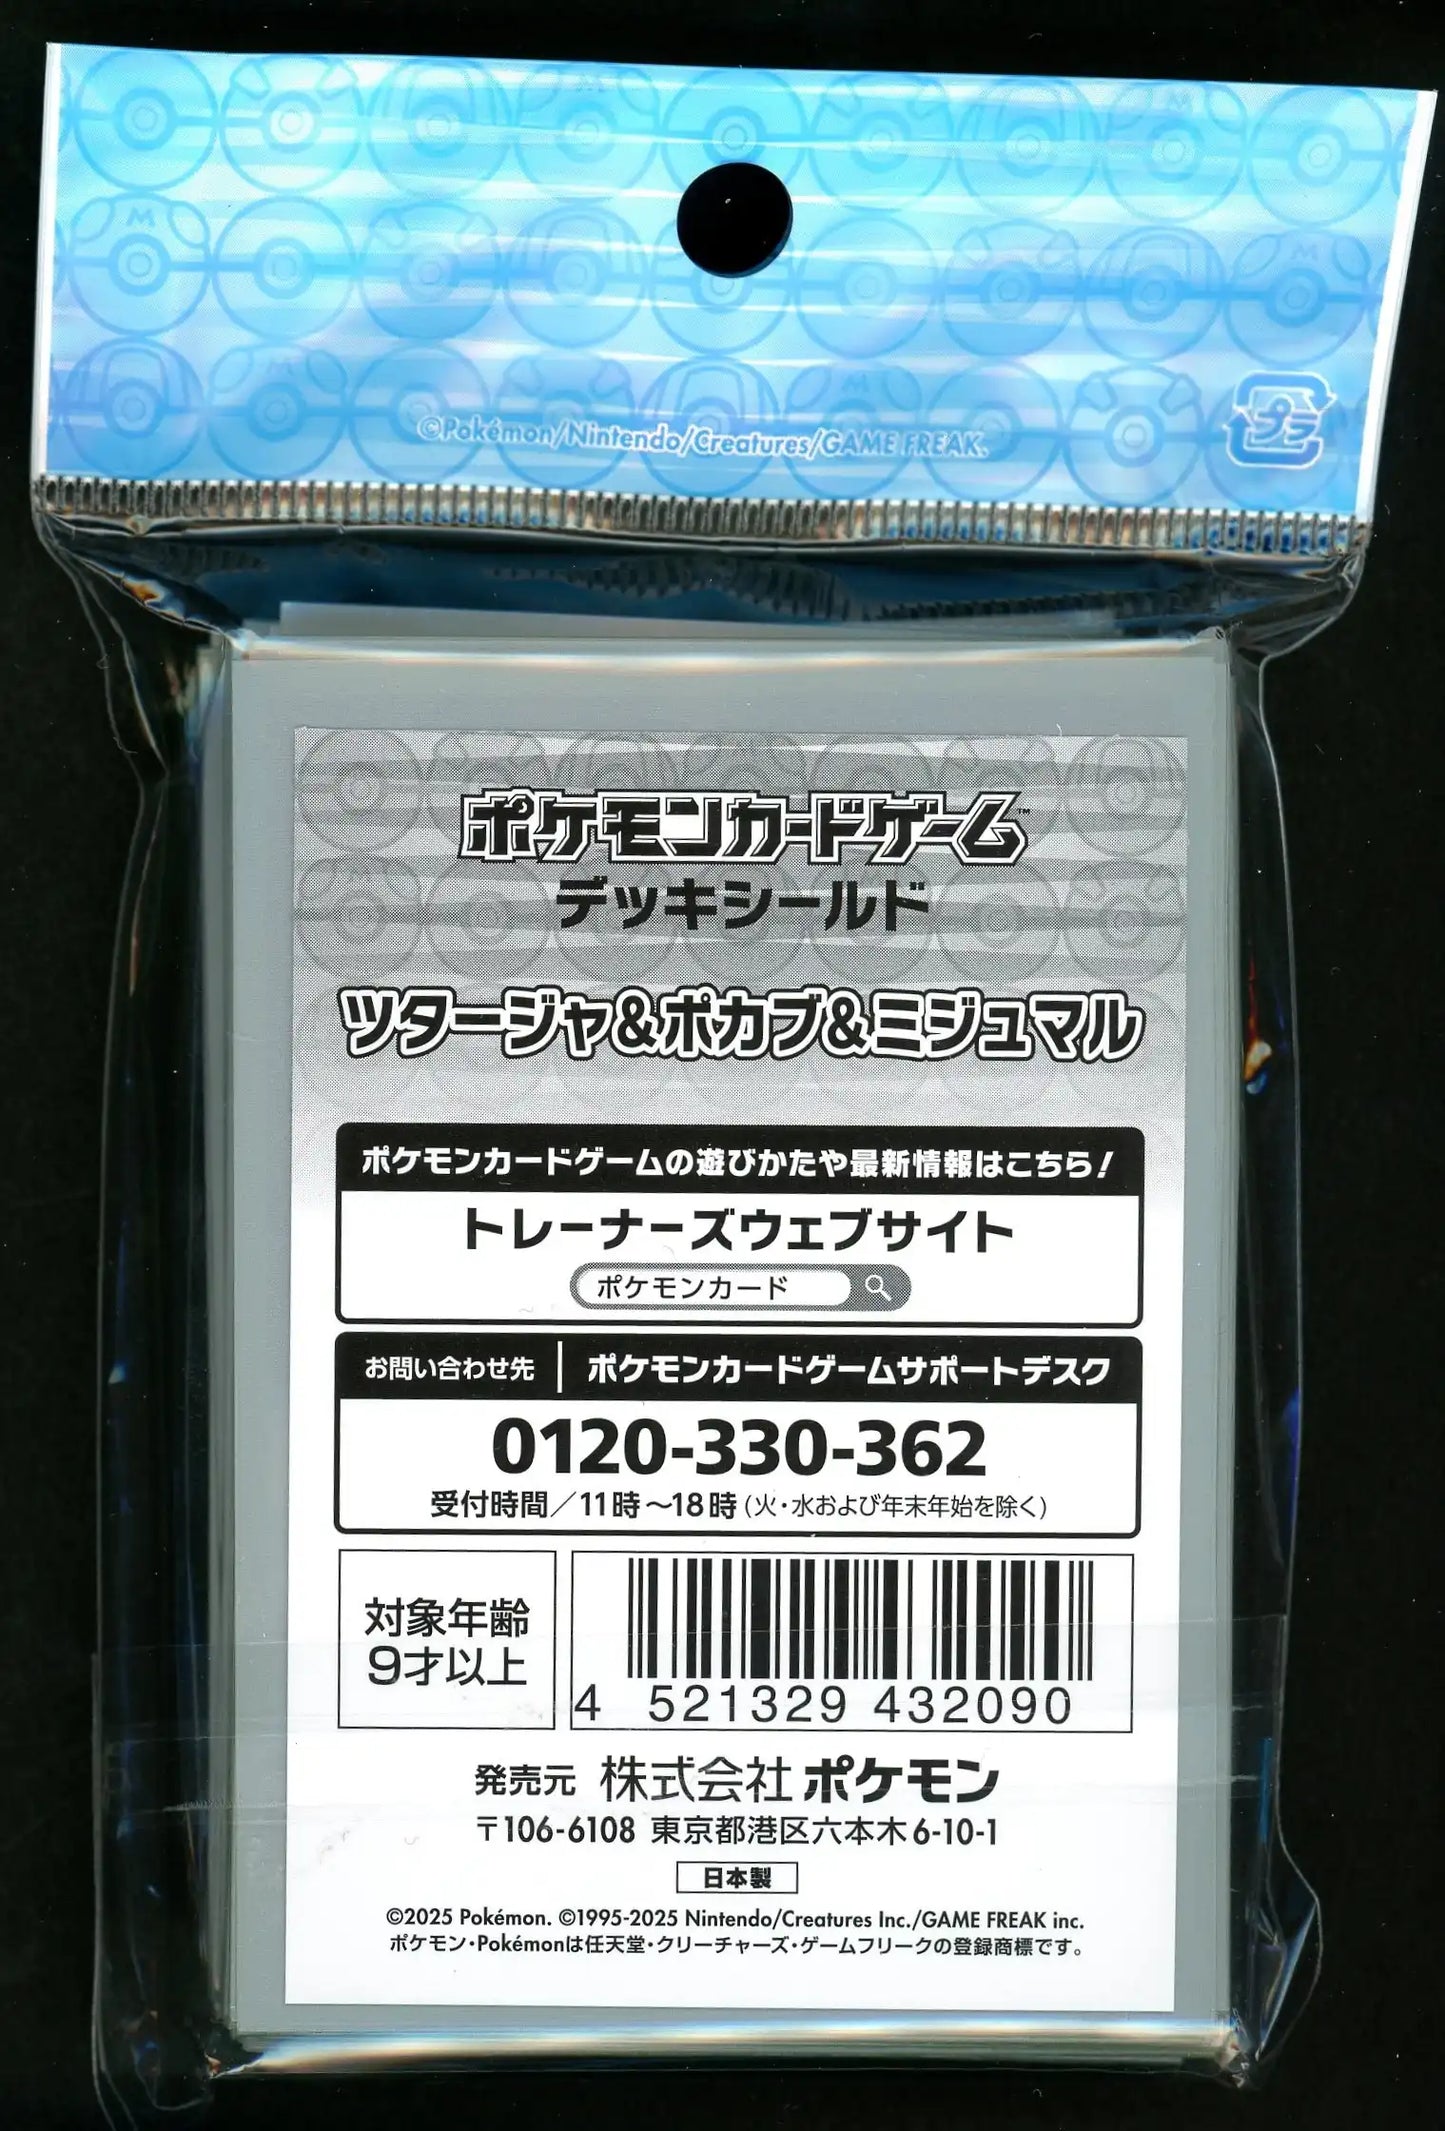 ©Pokémon/Nintendo/Creatures/GAME FREAK.
プラ
ポケモンカードゲーム™
デッキシールド
ツタージャ&ポカブ&ミジュマル
ポケモンカードゲームの遊びかたや最新情報はこちら!
トレーナーズウェブサイト
ポケモンカード
お問い合わせ先 | ポケモンカードゲームサポートデスク
0120-330-362
受付時間/11時~18時(火・水および年末年始を除く)
対象年齢
9才以上
4 521329 432090
発売元 株式会社ポケモン
〒106-6108 東京都港区六本木6-10-1
日本製
©2025 Pokémon. ©1995-2025 Nintendo/Creatures Inc./GAME FREAK inc.
ポケモン・Pokémonは任天堂・クリーチャーズ・ゲームフリークの登録商標です。